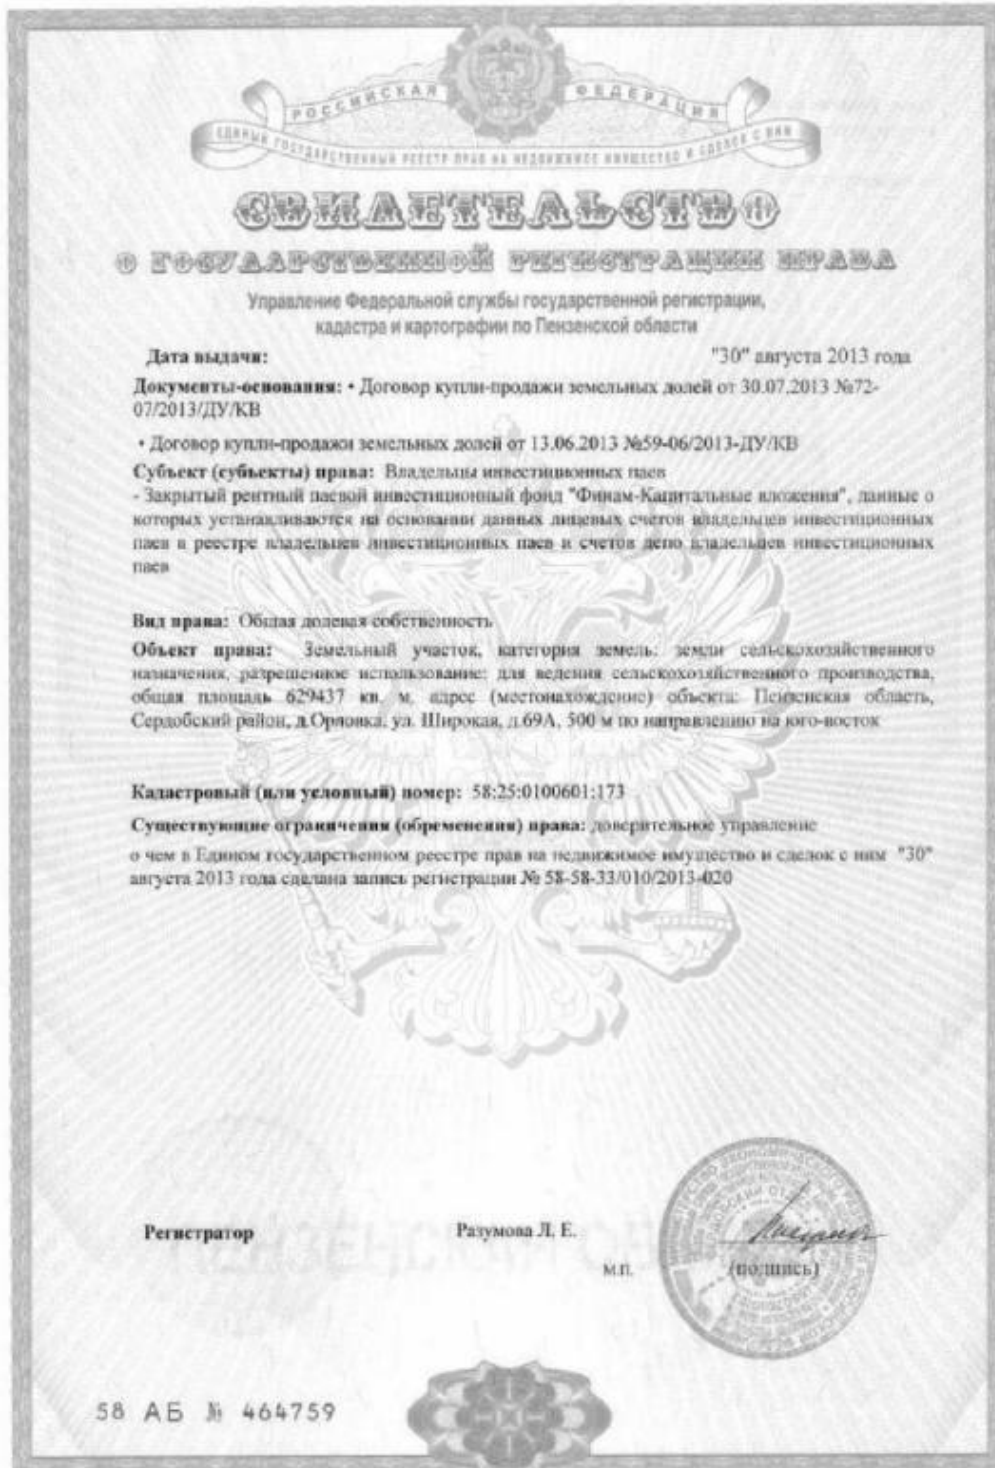 РОССИЙСКАЯ ФЕДЕРАЦИЯ
ЕДИНЫЙ ГОСУДАРСТВЕННЫЙ РЕЕСТР ПРАВ НА НЕДВИЖИМОЕ ИМУЩЕСТВО И СДЕЛОК С НИМ
СВИДЕТЕЛЬСТВО
О ГОСУДАРСТВЕННОЙ РЕГИСТРАЦИИ ПРАВА
Управление Федеральной службы государственной регистрации,
кадастра и картографии по Пензенской области
Дата выдачи: "30" августа 2013 года
Документы-основания: • Договор купли-продажи земельных долей от 30.07.2013 №72-
07/2013/ДУ/КВ
• Договор купли-продажи земельных долей от 13.06.2013 №59-06/2013-ДУ/КВ
Субъект (субъекты) права: Владельцы инвестиционных паев
- Закрытый рентный паевой инвестиционный фонд "Финам-Капитальные вложения", данные о
которых устанавливаются на основании данных лицевых счетов владельцев инвестиционных
паев в реестре владельцев инвестиционных паев и счетов депо владельцев инвестиционных
паев
Вид права: Общая долевая собственность
Объект права: Земельный участок, категория земель: земли сельскохозяйственного
назначения, разрешенное использование: для ведения сельскохозяйственного производства,
общая площадь 629437 кв. м, адрес (местонахождение) объекта: Пензенская область,
Сердобский район, д.Орловка, ул. Широкая, д.69А, 500 м по направлению на юго-восток
Кадастровый (или условный) номер: 58:25:0100601:173
Существующие ограничения (обременения) права: доверительное управление
о чем в Едином государственном реестре прав на недвижимое имущество и сделок с ним "30"
августа 2013 года сделана запись регистрации № 58-58-33/010/2013-020
Регистратор Разумова Л. Е.
М.П. (подпись)
58 АБ № 464759